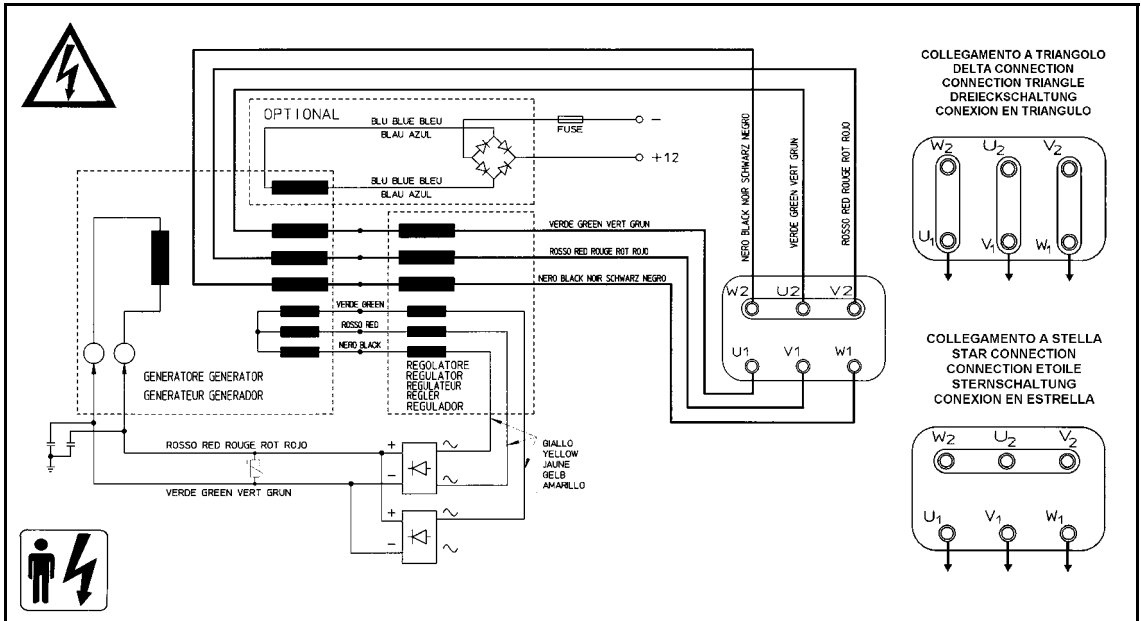 OPTIONAL
BLU BLUE BLEU
BLAU AZUL
BLU BLUE BLEU
BLAU AZUL
FUSE
-
+12
VERDE GREEN VERT GRUN
ROSSO RED ROUGE ROT ROJO
NERO BLACK NOIR SCHWARZ NEGRO
NERO BLACK NOIR SCHWARZ NEGRO
VERDE GREEN VERT GRUN
ROSSO RED ROUGE ROT ROJO
W2 U2 V2
U1 V1 W1
VERDE GREEN
ROSSO RED
NERO BLACK
GENERATORE GENERATOR
GENERATEUR GENERADOR
REGOLATORE
REGULATOR
REGULATEUR
REGLER
REGULADOR
ROSSO RED ROUGE ROT ROJO
VERDE GREEN VERT GRUN
+ ~
- ~
+ ~
- ~
GIALLO
YELLOW
JAUNE
GELB
AMARILLO
COLLEGAMENTO A TRIANGOLO
DELTA CONNECTION
CONNECTION TRIANGLE
DREIECKSCHALTUNG
CONEXION EN TRIANGULO
W2 U2 V2
U1 V1 W1
COLLEGAMENTO A STELLA
STAR CONNECTION
CONNECTION ETOILE
STERNSCHALTUNG
CONEXION EN ESTRELLA
W2 U2 V2
U1 V1 W1